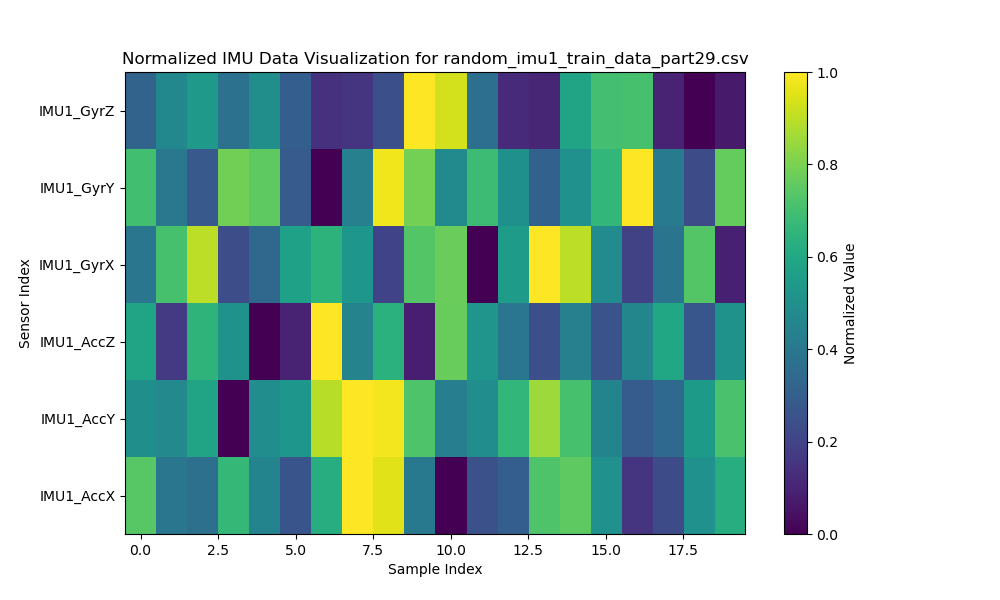 Normalized IMU Data Visualization for random_imu1_train_data_part29.csv
IMU1_GyrZ
IMU1_GyrY
IMU1_GyrX
IMU1_AccZ
IMU1_AccY
IMU1_AccX
Sensor Index
0.0 2.5 5.0 7.5 10.0 12.5 15.0 17.5
Sample Index
1.0
0.8
0.6
0.4
0.2
0.0
Normalized Value